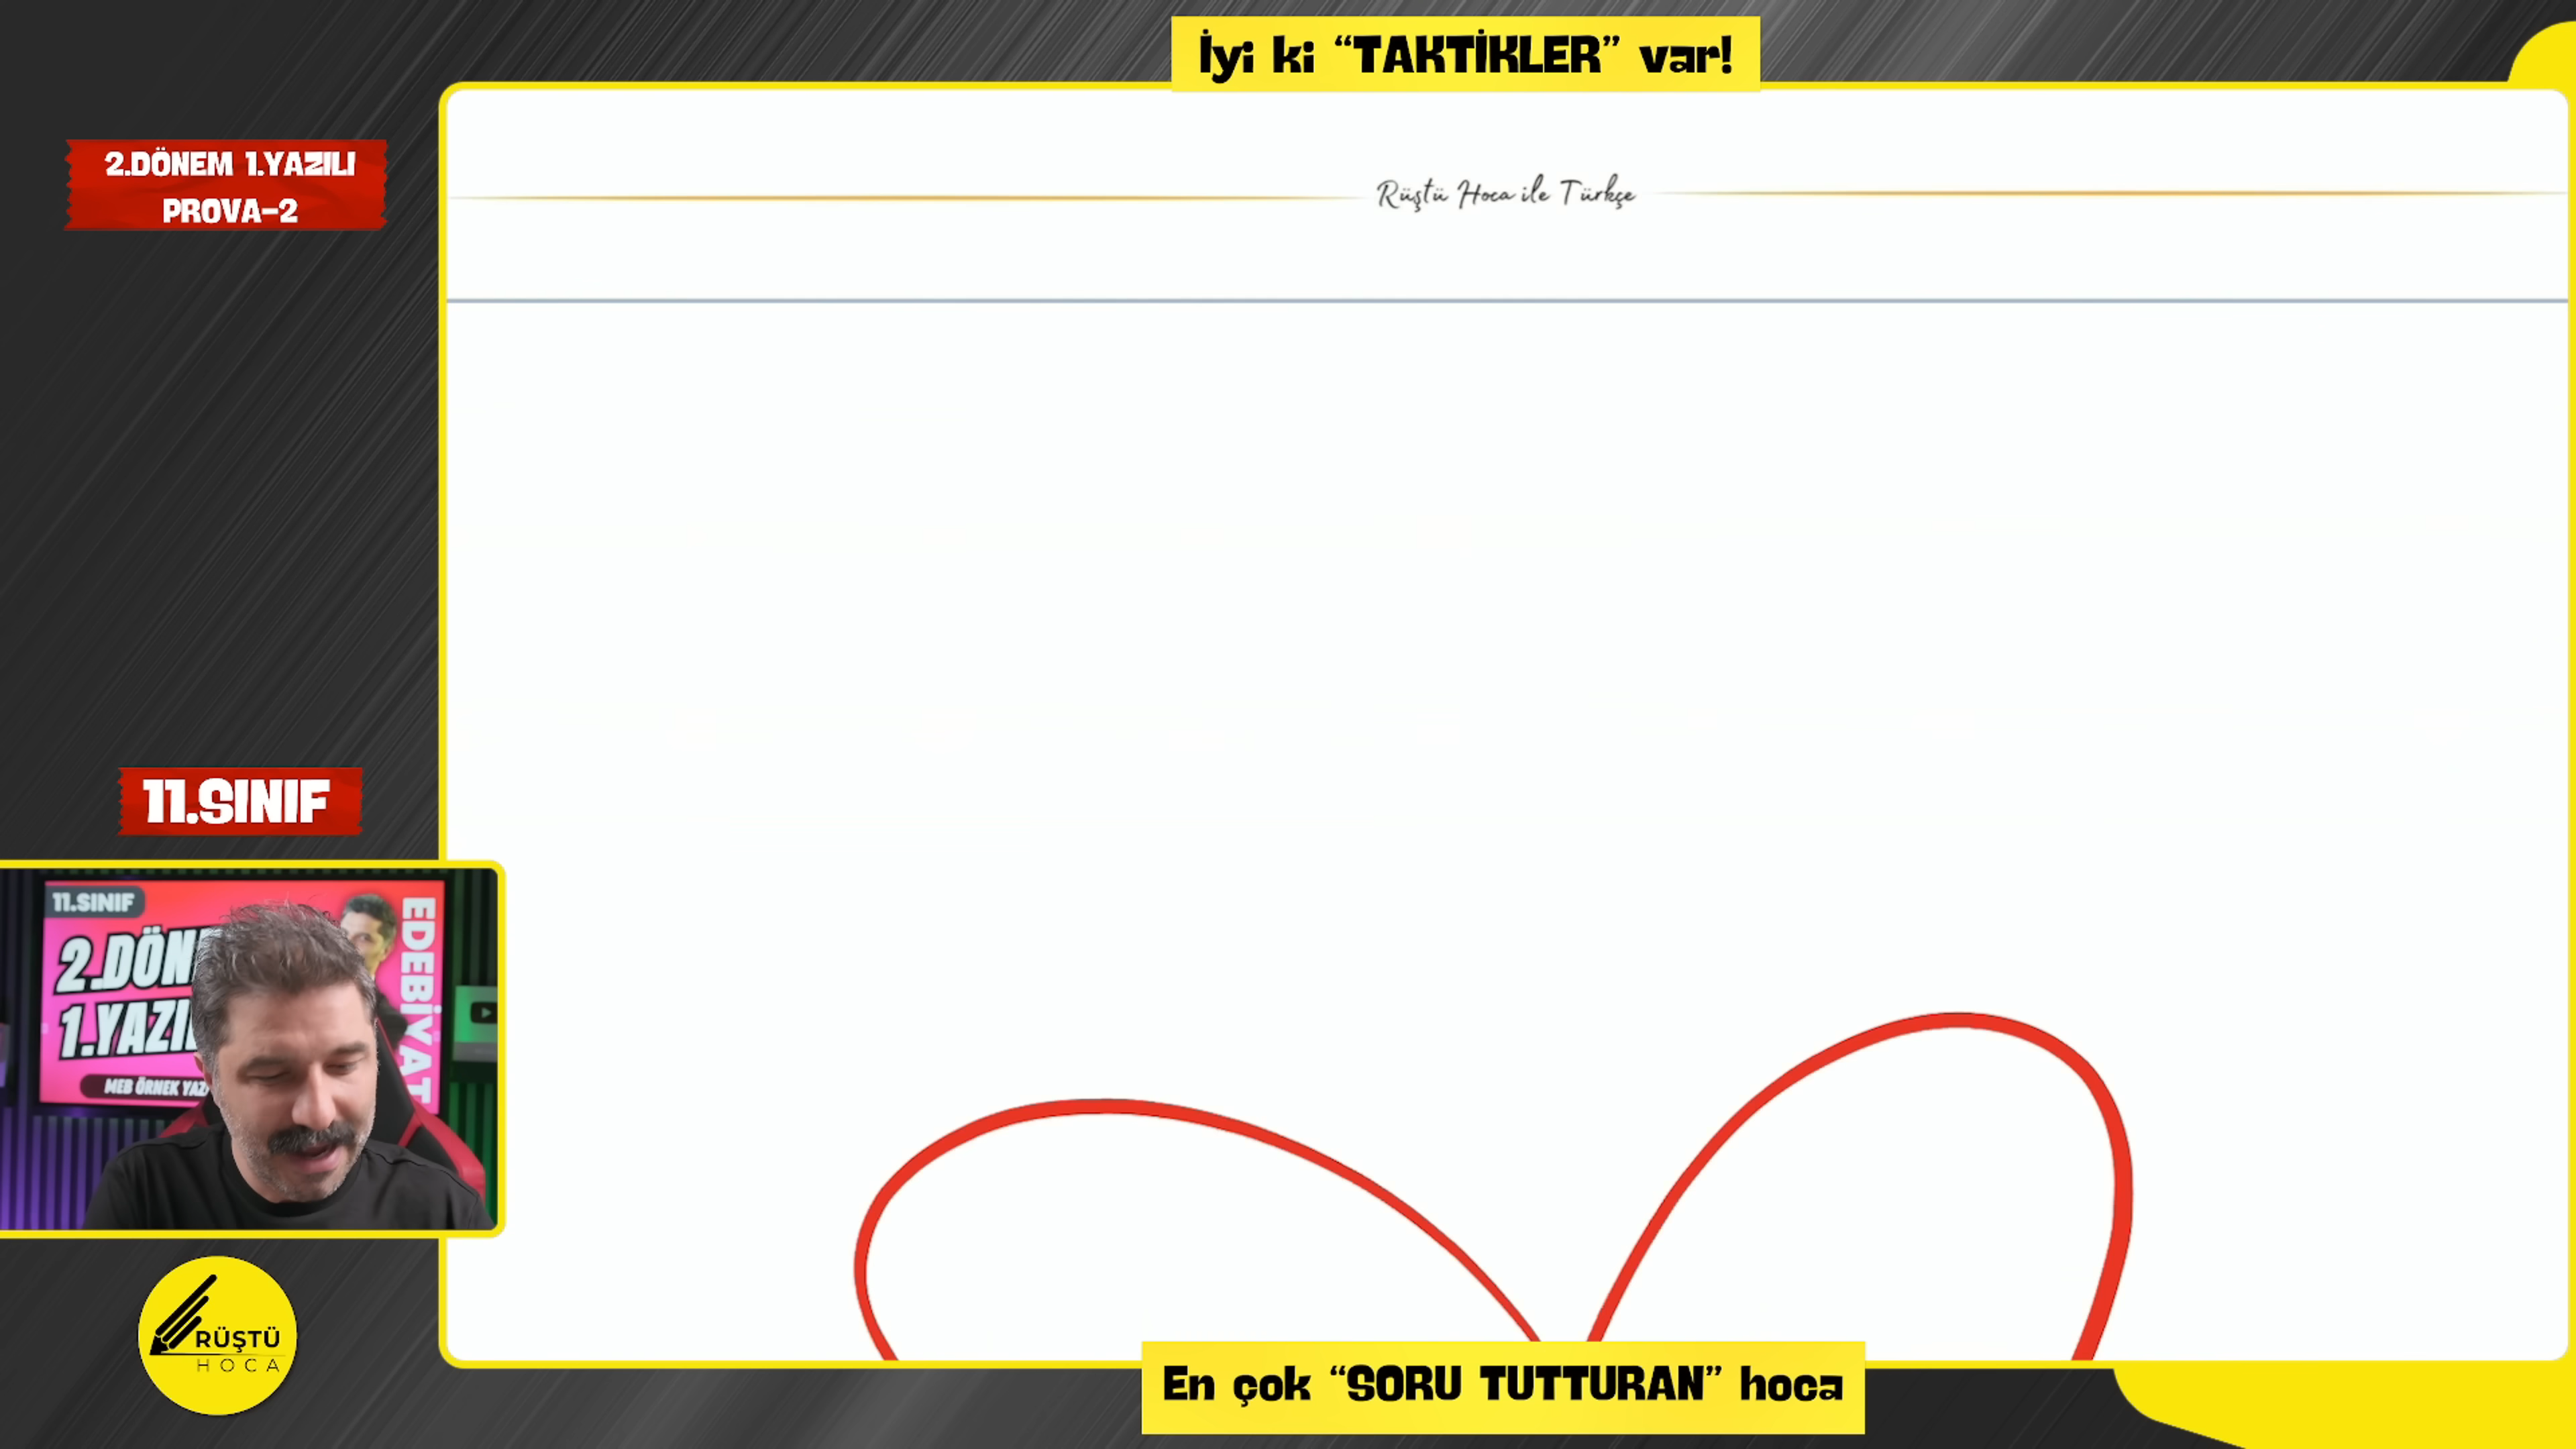 İyi ki “TAKTİKLER” var!
2.DÖNEM 1.YAZILI
PROVA-2
Rüştü Hoca ile Türkçe
11.SINIF
11.SINIF
2.DÖN
1.YAZI
MEB ÖRNEK YAZ
EDEBİYAT
RÜŞTÜ
HOCA
En çok “SORU TUTTURAN” hoca